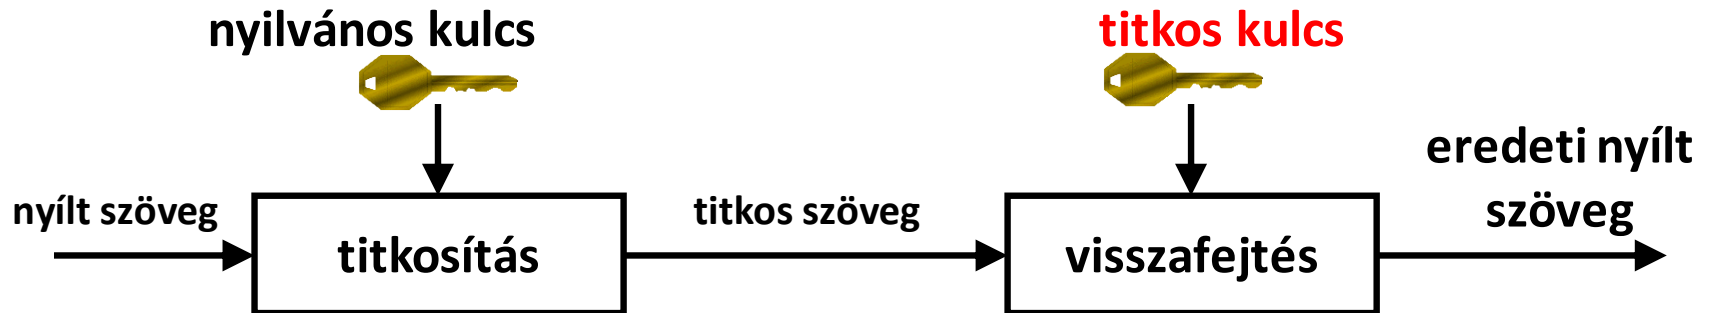 nyilvános kulcs
titkos kulcs
nyílt szöveg
titkosítás
titkos szöveg
visszafejtés
eredeti nyílt
szöveg